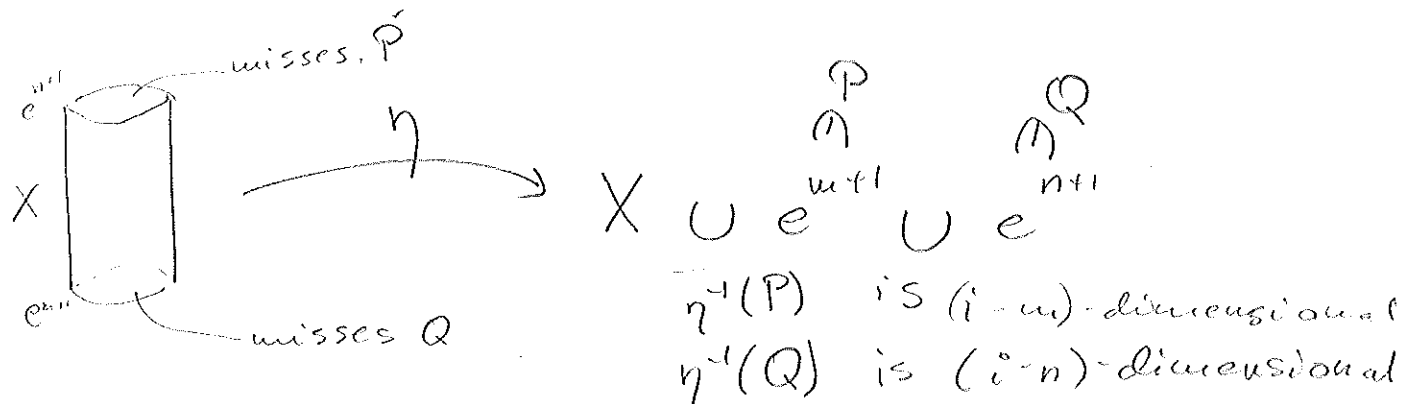 misses P
P Q
e^{n+1} η ∩ ∩
X X ∪ e^{m+1} ∪ e^{n+1}
e^{m+1}
misses Q
η^{-1}(P) is (i-m)-dimensional
η^{-1}(Q) is (i-n)-dimensional